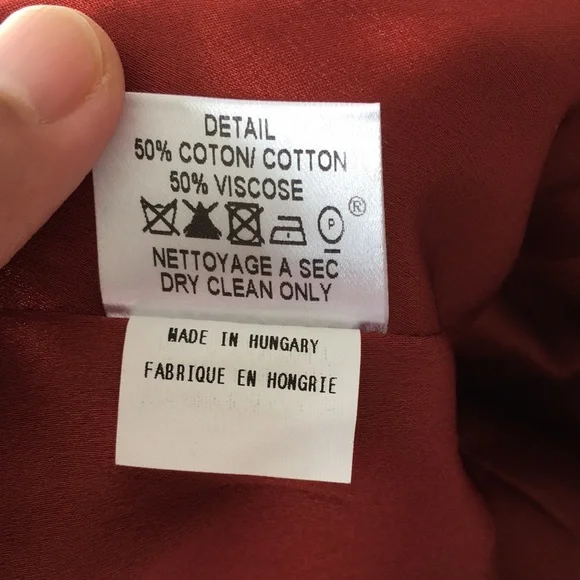 DETAIL
50% COTON/ COTTON
50% VISCOSE
P ®
NETTOYAGE A SEC
DRY CLEAN ONLY
MADE IN HUNGARY
FABRIQUE EN HONGRIE